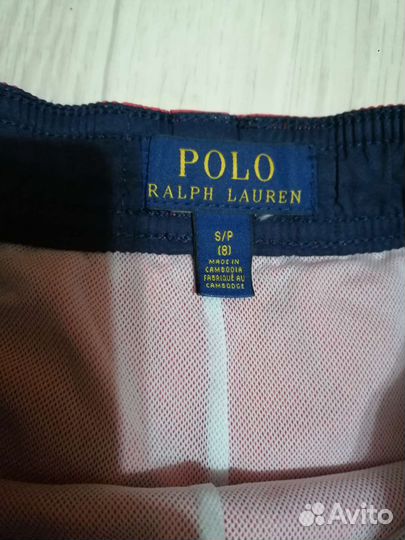 POLO
RALPH LAUREN
S/P
(8)
MADE IN
CAMBODIA
FABRIQUÉ AU
CAMBODGE
Avito